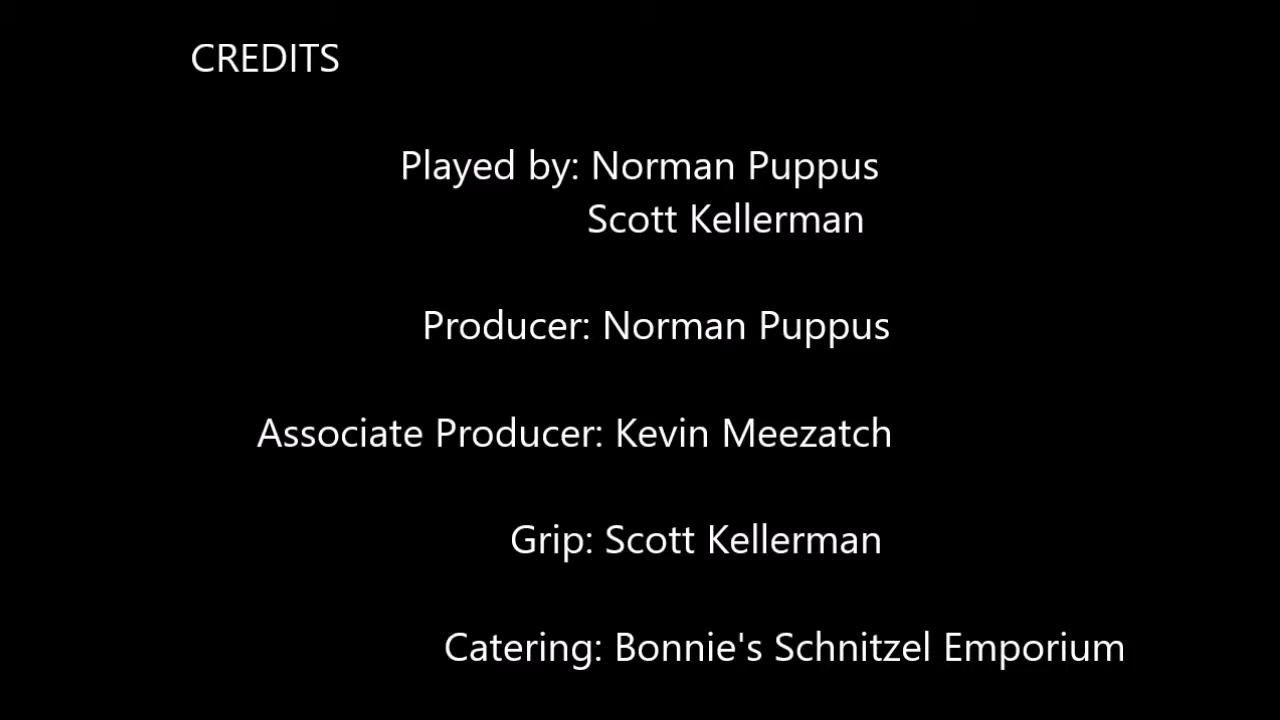 CREDITS
Played by: Norman Puppus
Scott Kellerman
Producer: Norman Puppus
Associate Producer: Kevin Meezatch
Grip: Scott Kellerman
Catering: Bonnie's Schnitzel Emporium